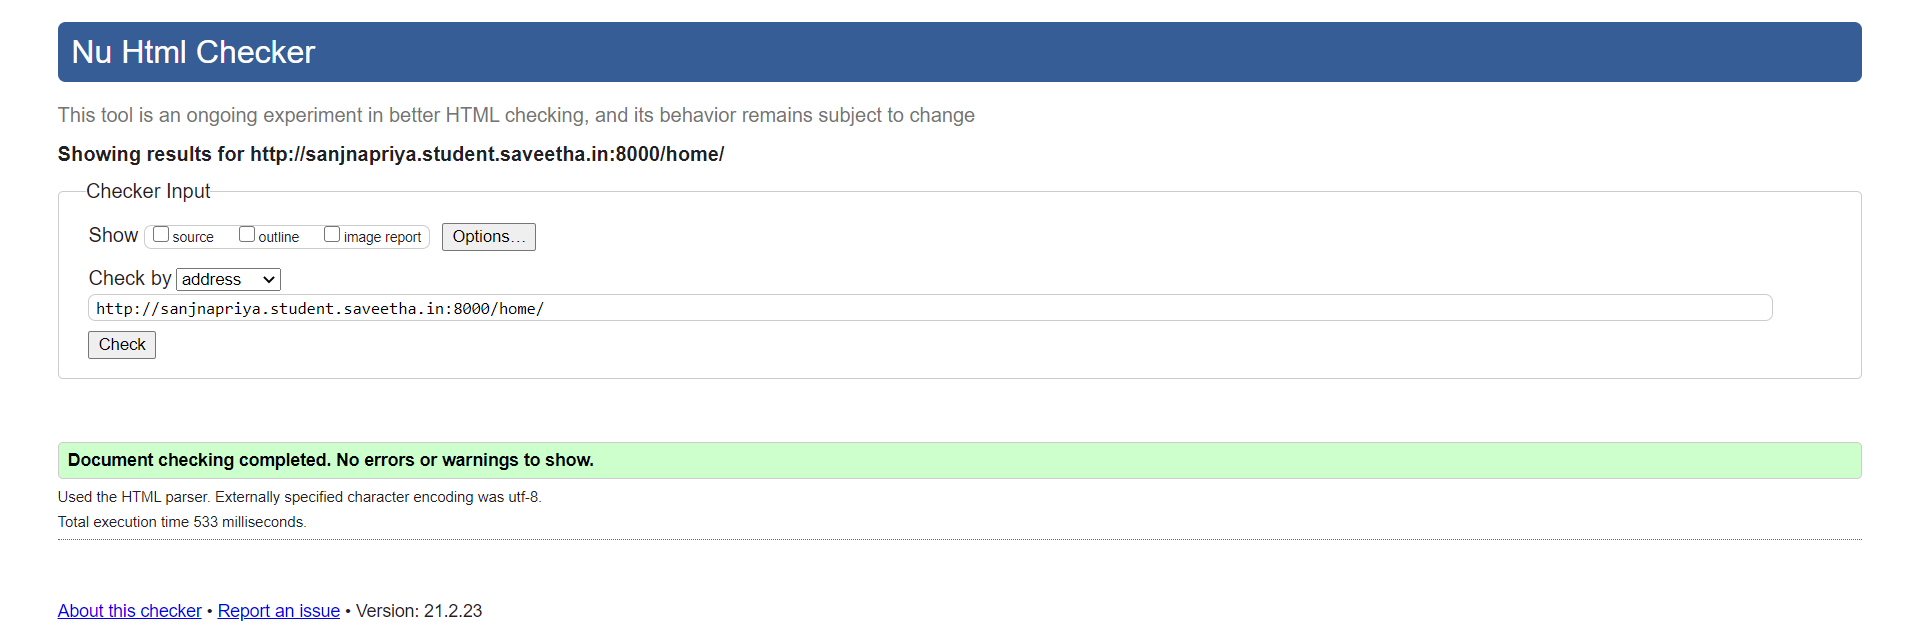 Nu Html Checker
This tool is an ongoing experiment in better HTML checking, and its behavior remains subject to change
Showing results for http://sanjnapriya.student.saveetha.in:8000/home/
Checker Input
Show source outline image report Options...
Check by address
http://sanjnapriya.student.saveetha.in:8000/home/
Check
Document checking completed. No errors or warnings to show.
Used the HTML parser. Externally specified character encoding was utf-8.
Total execution time 533 milliseconds.
About this checker • Report an issue • Version: 21.2.23